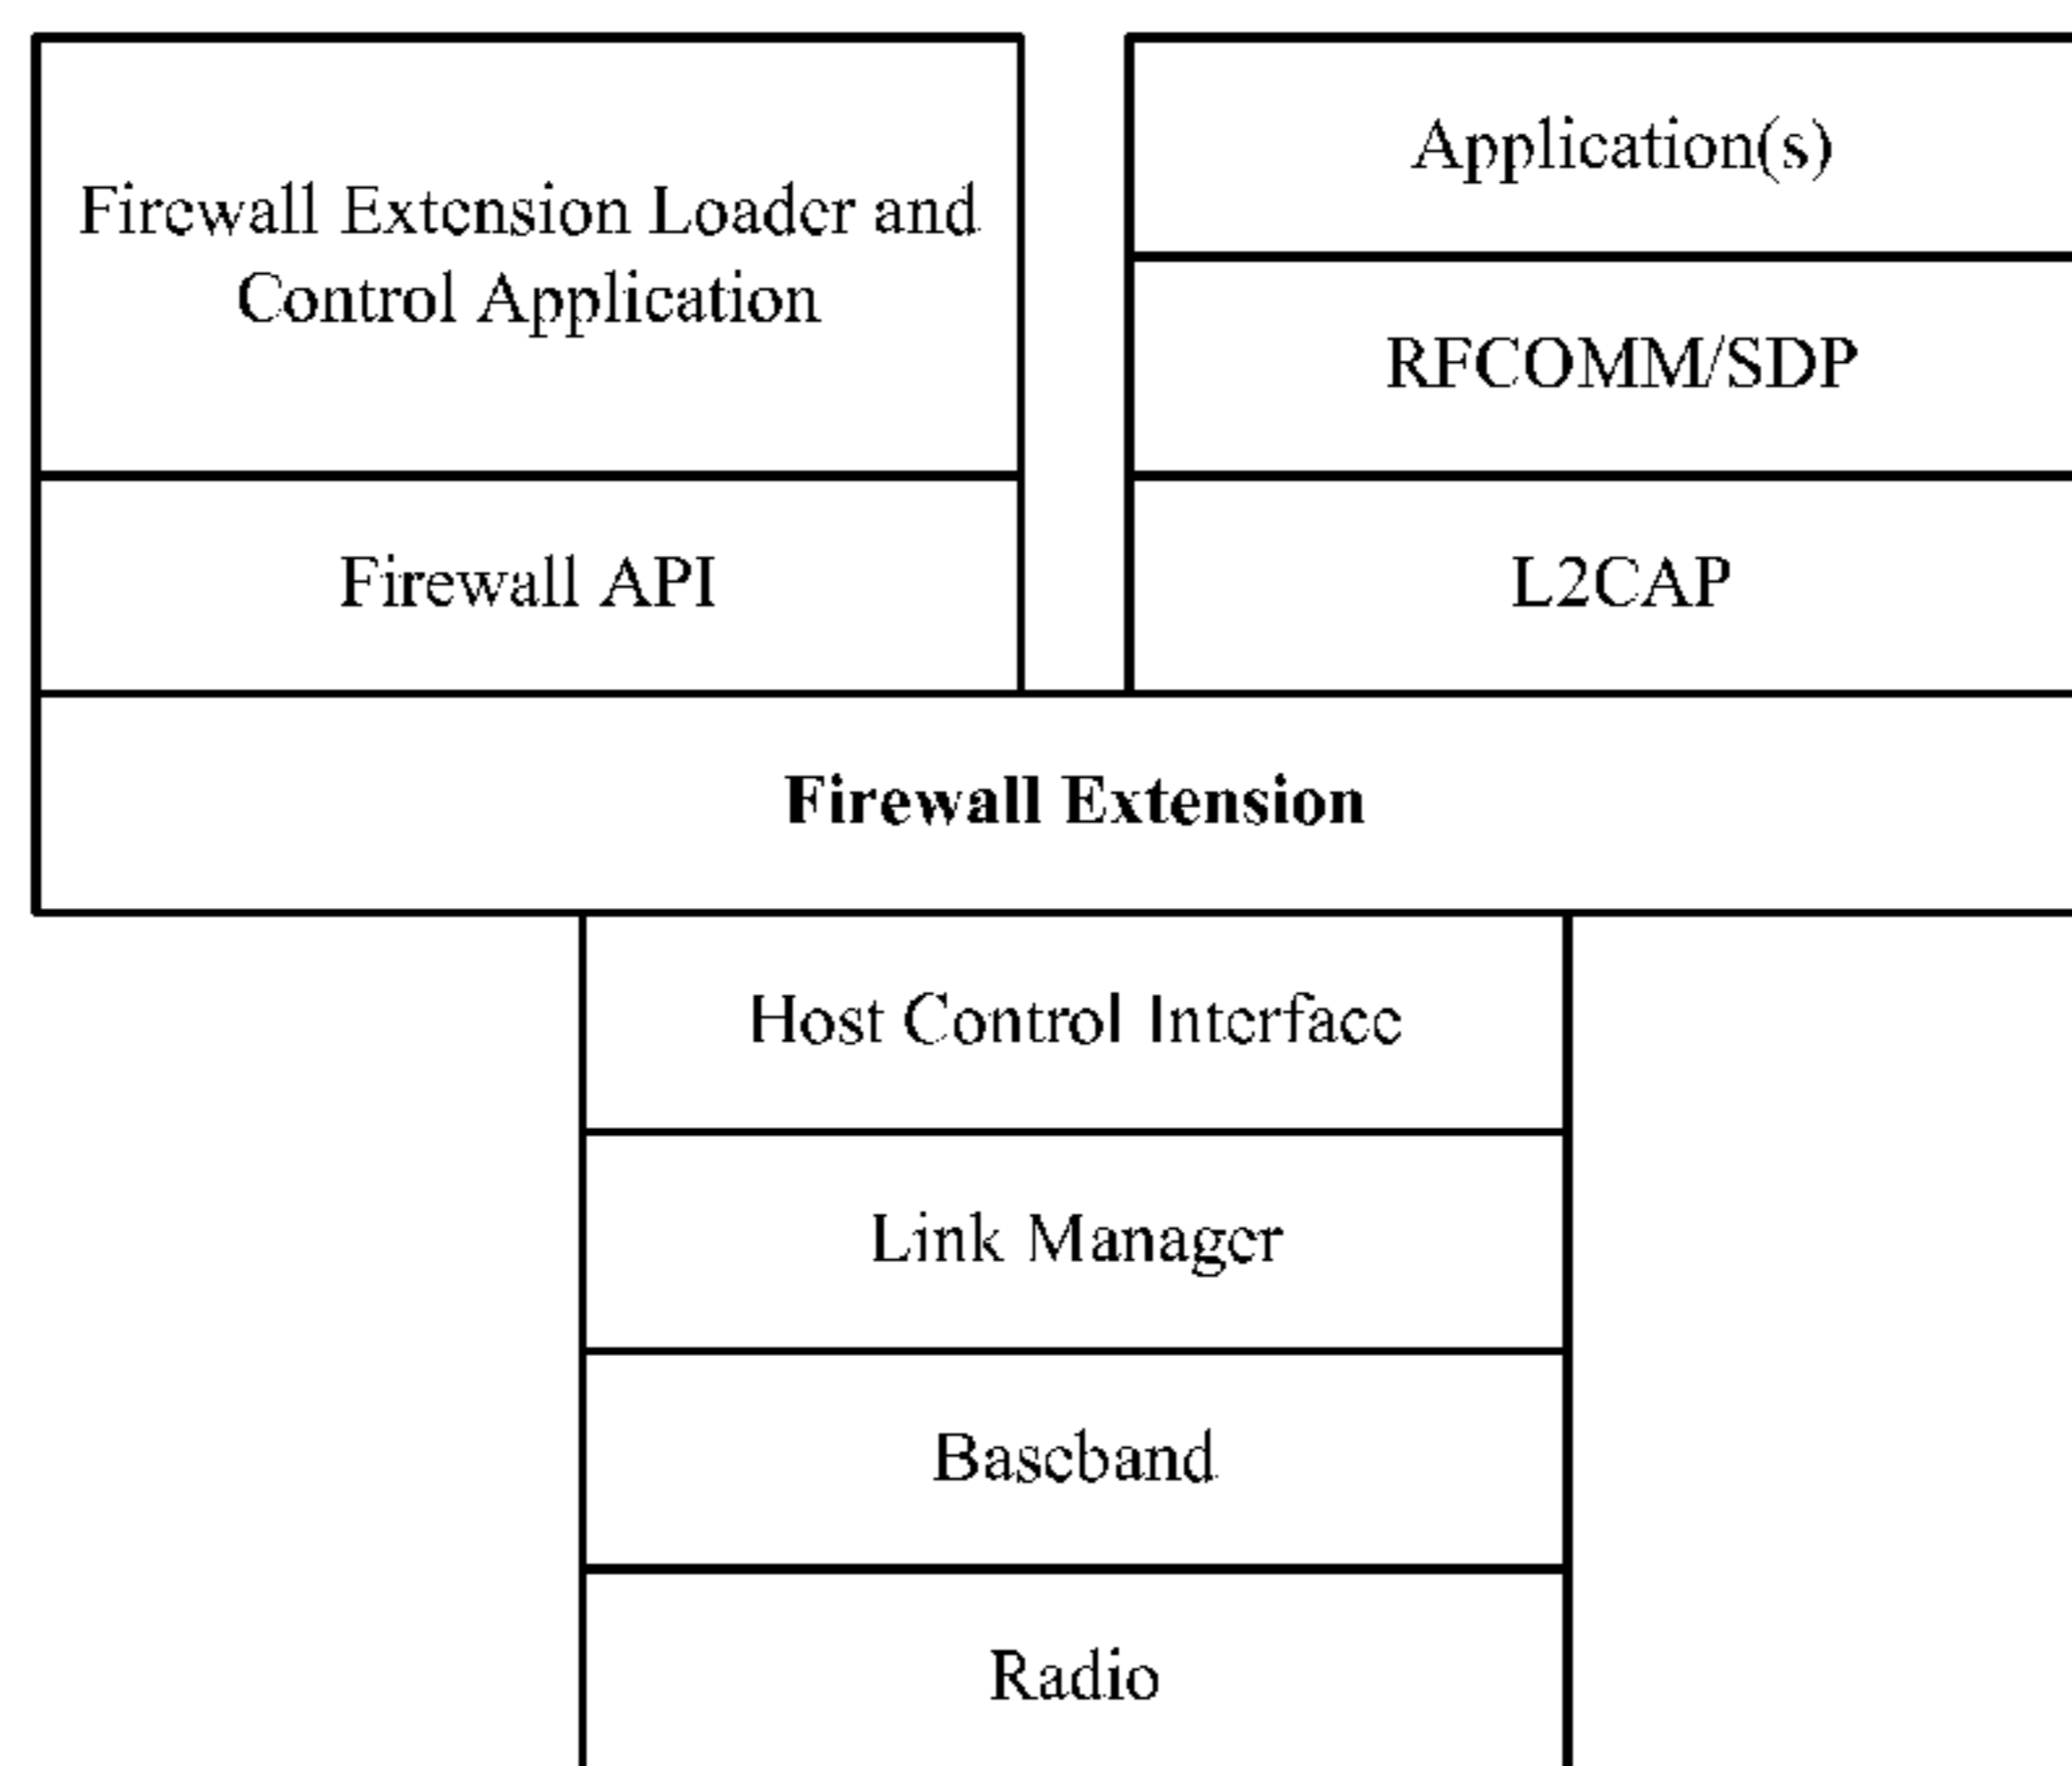 Firewall Extension Loader and
Control Application
Firewall API
Application(s)
RFCOMM/SDP
L2CAP
Firewall Extension
Host Control Interface
Link Manager
Baseband
Radio